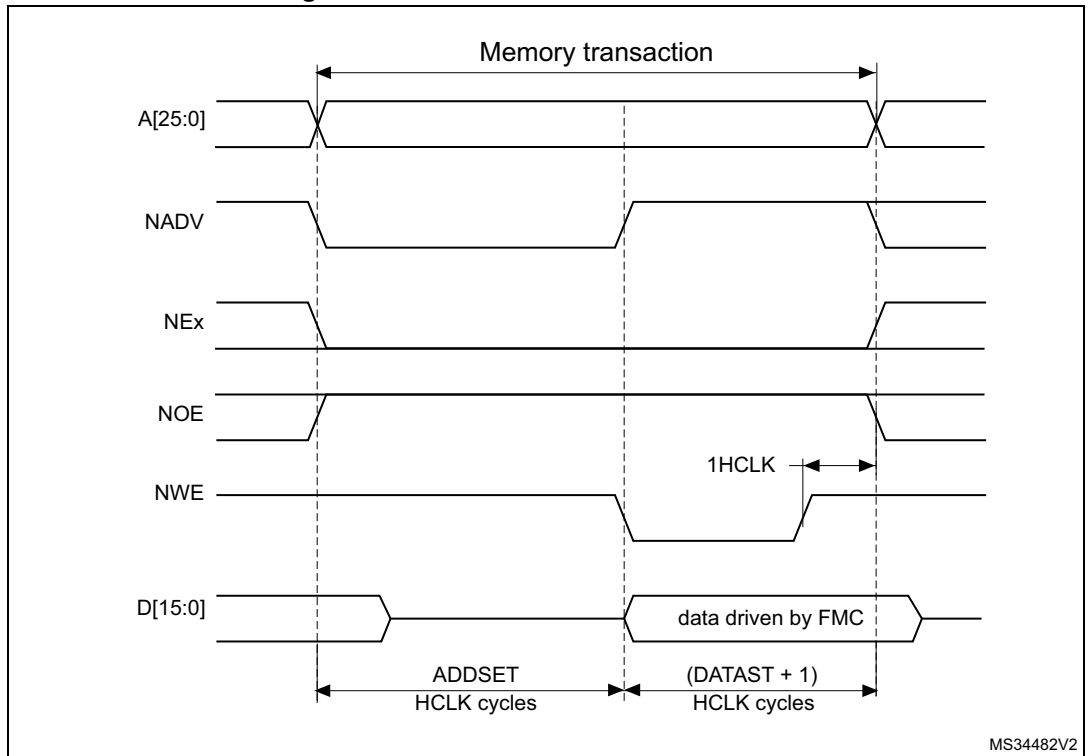 g
Memory transaction
A[25:0]
NADV
NEx
NOE
1HCLK
NWE
D[15:0]
data driven by FMC
ADDSET
HCLK cycles
(DATAST + 1)
HCLK cycles
MS34482V2